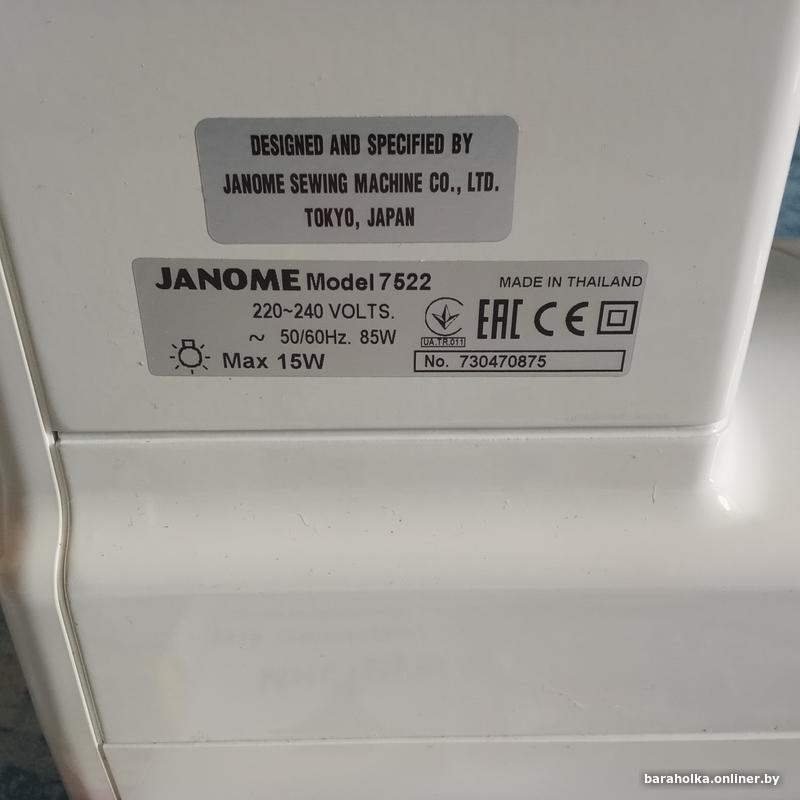 DESIGNED AND SPECIFIED BY
JANOME SEWING MACHINE CO., LTD.
TOKYO, JAPAN
JANOME Model 7522
MADE IN THAILAND
220~240 VOLTS.
~ 50/60Hz. 85W
Max 15W
UA.TR.011
EAC CE
No. 730470875
baraholka.onliner.by